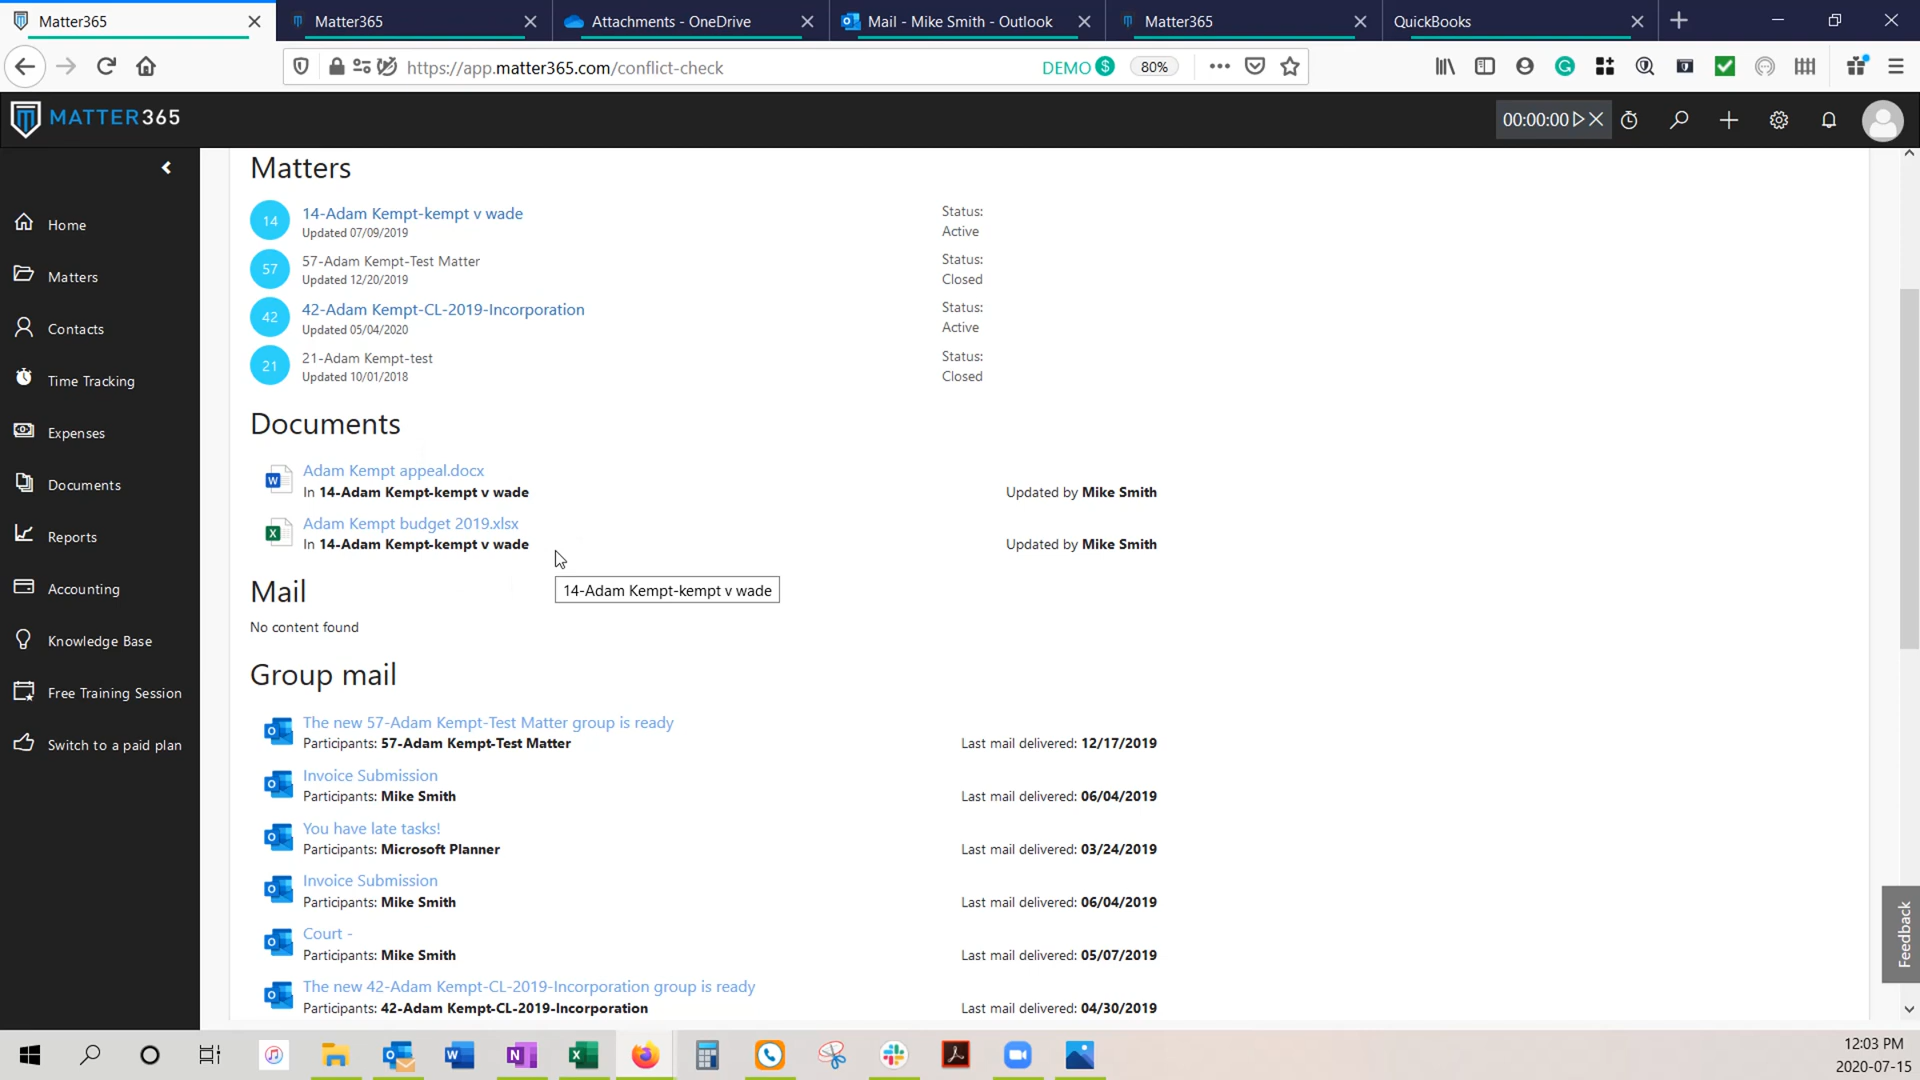 Matter365
Matter365
Attachments - OneDrive
Mail - Mike Smith - Outlook
Matter365
QuickBooks
https://app.matter365.com/conflict-check
DEMO
80%
MATTER365
00:00:00
Home
Matters
Contacts
Time Tracking
Expenses
Documents
Reports
Accounting
Knowledge Base
Free Training Session
Switch to a paid plan
Matters
14
14-Adam Kempt-kempt v wade
Updated 07/09/2019
Status:
Active
57
57-Adam Kempt-Test Matter
Updated 12/20/2019
Status:
Closed
42
42-Adam Kempt-CL-2019-Incorporation
Updated 05/04/2020
Status:
Active
21
21-Adam Kempt-test
Updated 10/01/2018
Status:
Closed
Documents
Adam Kempt appeal.docx
In 14-Adam Kempt-kempt v wade
Updated by Mike Smith
Adam Kempt budget 2019.xlsx
In 14-Adam Kempt-kempt v wade
Updated by Mike Smith
14-Adam Kempt-kempt v wade
Mail
No content found
Group mail
The new 57-Adam Kempt-Test Matter group is ready
Participants: 57-Adam Kempt-Test Matter
Last mail delivered: 12/17/2019
Invoice Submission
Participants: Mike Smith
Last mail delivered: 06/04/2019
You have late tasks!
Participants: Microsoft Planner
Last mail delivered: 03/24/2019
Invoice Submission
Participants: Mike Smith
Last mail delivered: 06/04/2019
Court -
Participants: Mike Smith
Last mail delivered: 05/07/2019
The new 42-Adam Kempt-CL-2019-Incorporation group is ready
Participants: 42-Adam Kempt-CL-2019-Incorporation
Last mail delivered: 04/30/2019
Feedback
12:03 PM
2020-07-15